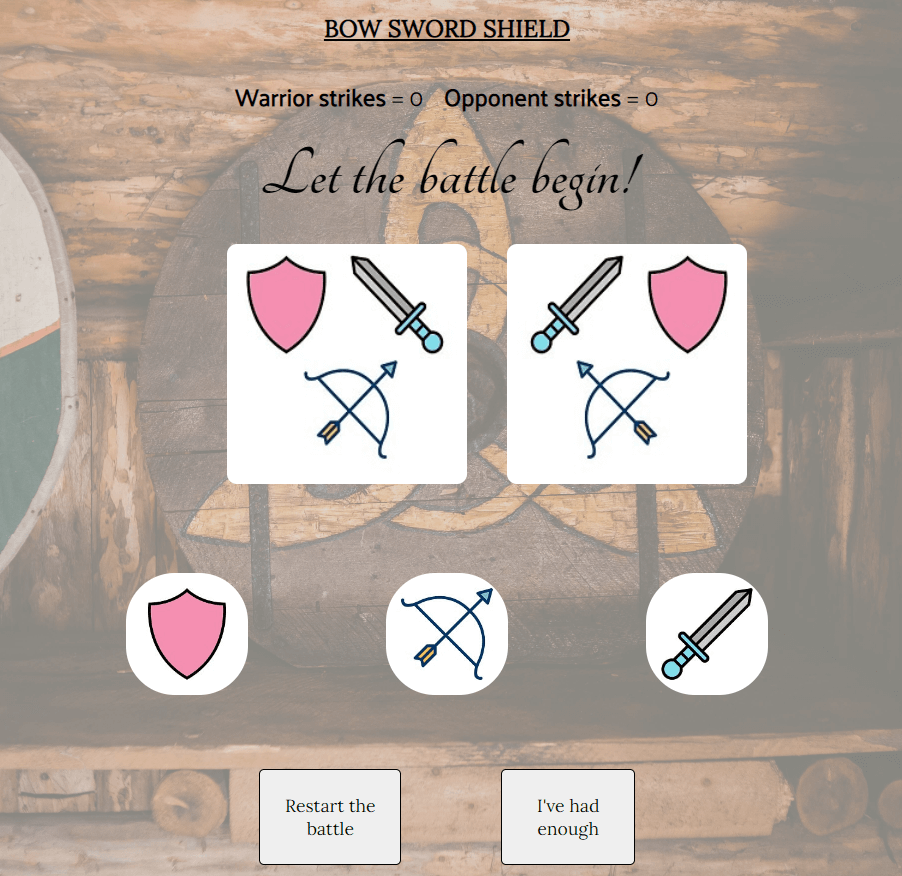 BOW SWORD SHIELD
Warrior strikes = 0 Opponent strikes = 0
Let the battle begin!
Restart the
battle
I've had
enough